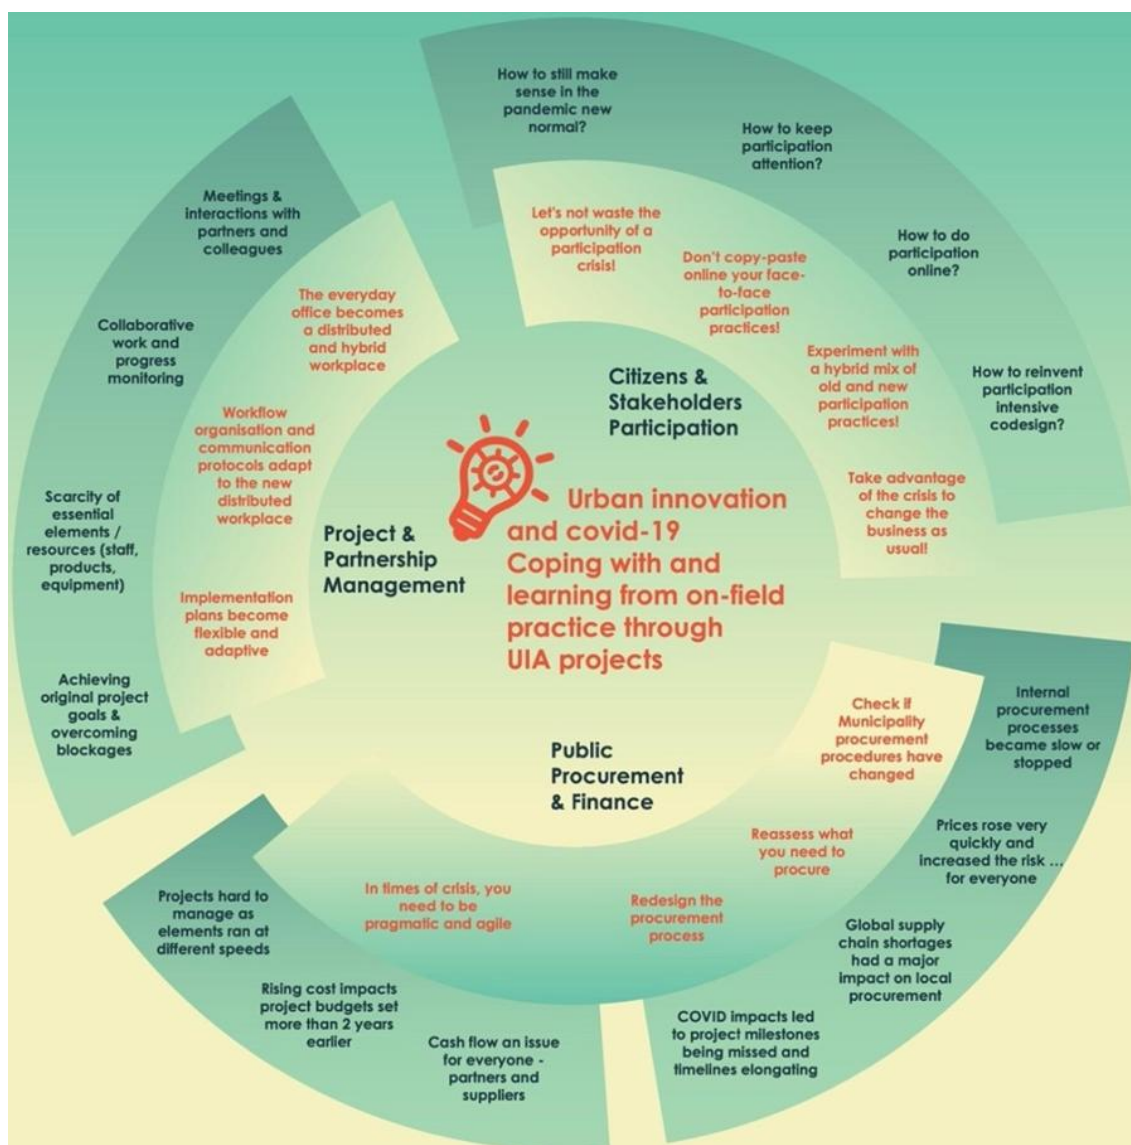 Urban innovation
and covid-19
Coping with and
learning from on-field
practice through
UIA projects
Citizens &
Stakeholders
Participation
How to still make
sense in the
pandemic new
normal?
How to keep
participation
attention?
How to do
participation
online?
How to reinvent
participation
intensive
codesign?
Let's not waste the
opportunity of a
participation
crisis!
Don't copy-paste
online your face-
to-face
participation
practices!
Experiment with
a hybrid mix of
old and new
participation
practices!
Take advantage
of the crisis to
change the
business as
usual!
Project &
Partnership
Management
Meetings &
interactions with
partners and
colleagues
Collaborative
work and
progress
monitoring
Scarcity of
essential
elements /
resources (staff,
products,
equipment)
Achieving
original project
goals &
overcoming
blockages
The everyday
office becomes
a distributed
and hybrid
workplace
Workflow
organisation and
communication
protocols adapt
to the new
distributed
workplace
Implementation
plans become
flexible and
adaptive
Public
Procurement
& Finance
Check if
Municipality
procurement
procedures have
changed
Reassess what
you need to
procure
Redesign the
procurement
process
In times of crisis, you
need to be
pragmatic and agile
Internal
procurement
processes
became slow or
stopped
Prices rose very
quickly and
increased the risk ...
for everyone
Global supply
chain shortages
had a major
impact on local
procurement
COVID impacts led
to project milestones
being missed and
timelines elongating
Cash flow an issue
for everyone -
partners and
suppliers
Rising cost impacts
project budgets set
more than 2 years
earlier
Projects hard to
manage as
elements ran at
different speeds